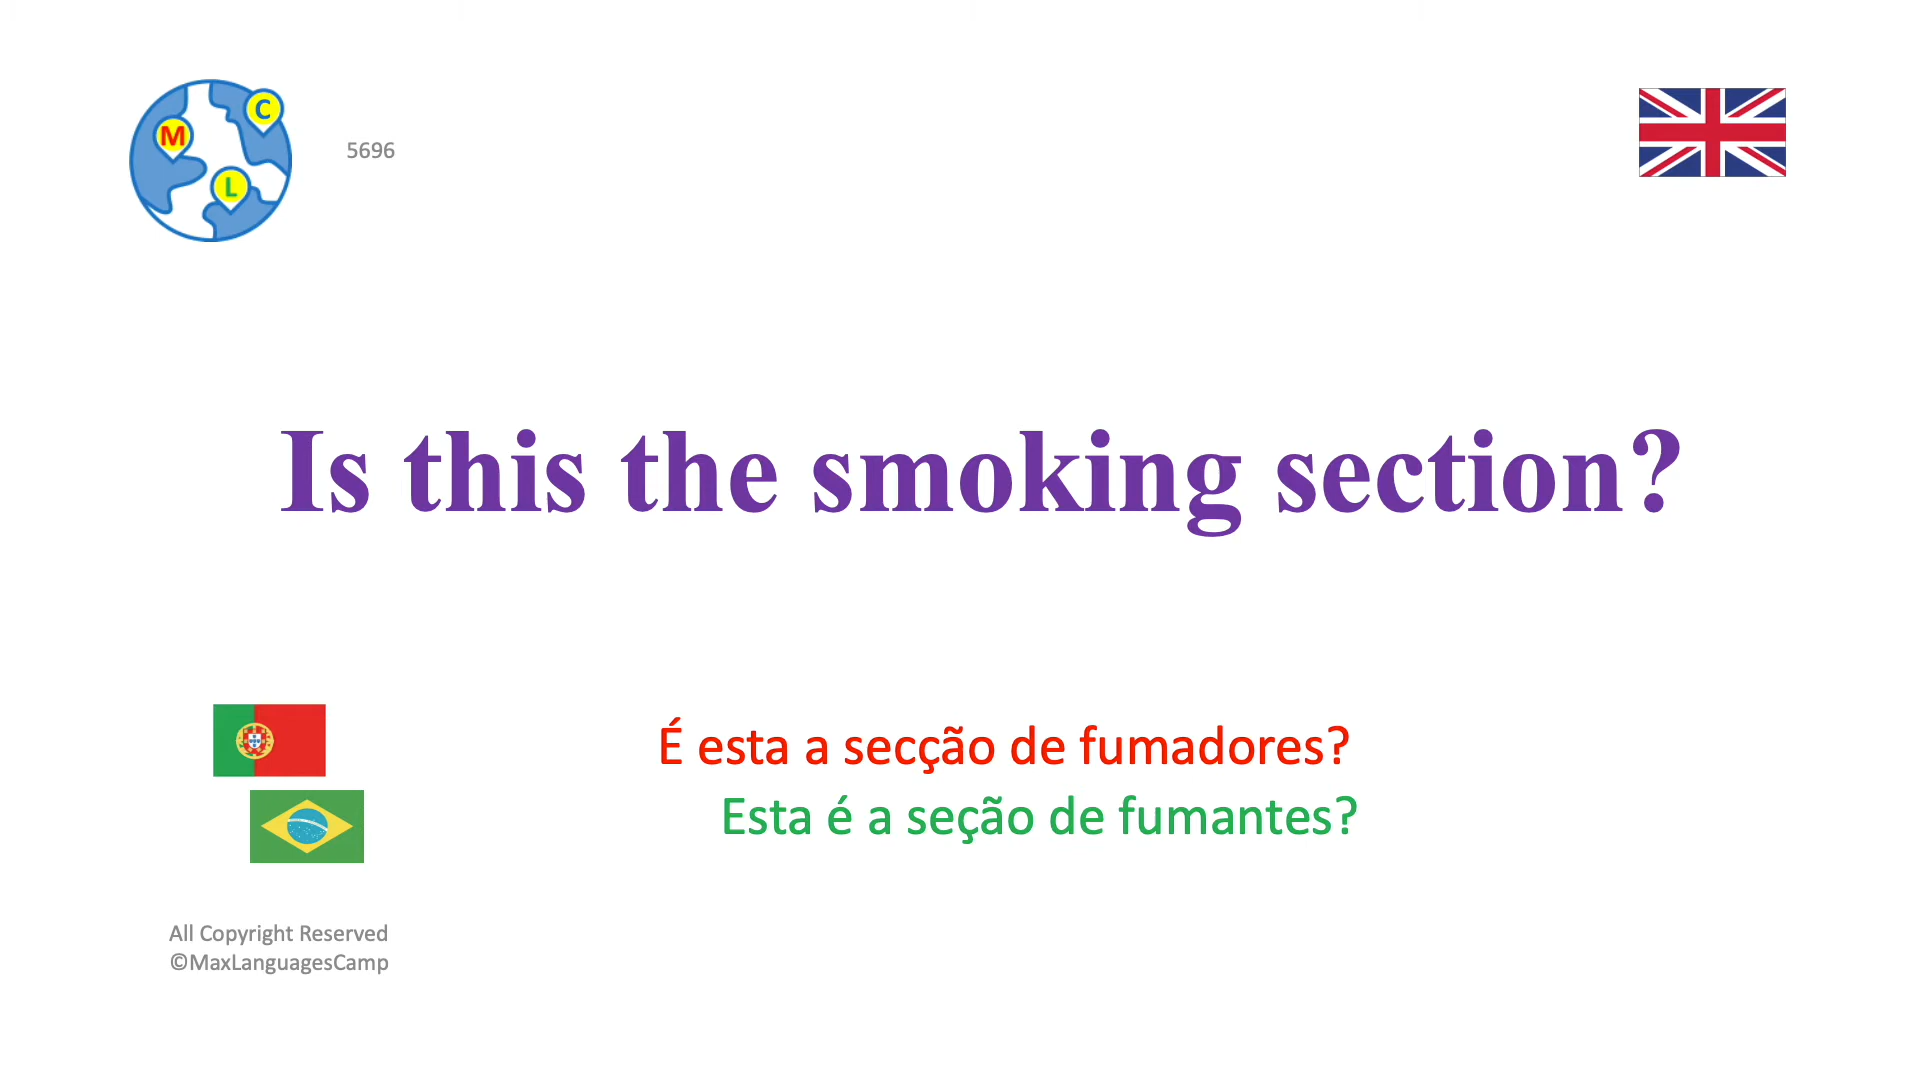 M
C
L
5696
Is this the smoking section?
É esta a secção de fumadores?
Esta é a seção de fumantes?
All Copyright Reserved
©MaxLanguagesCamp